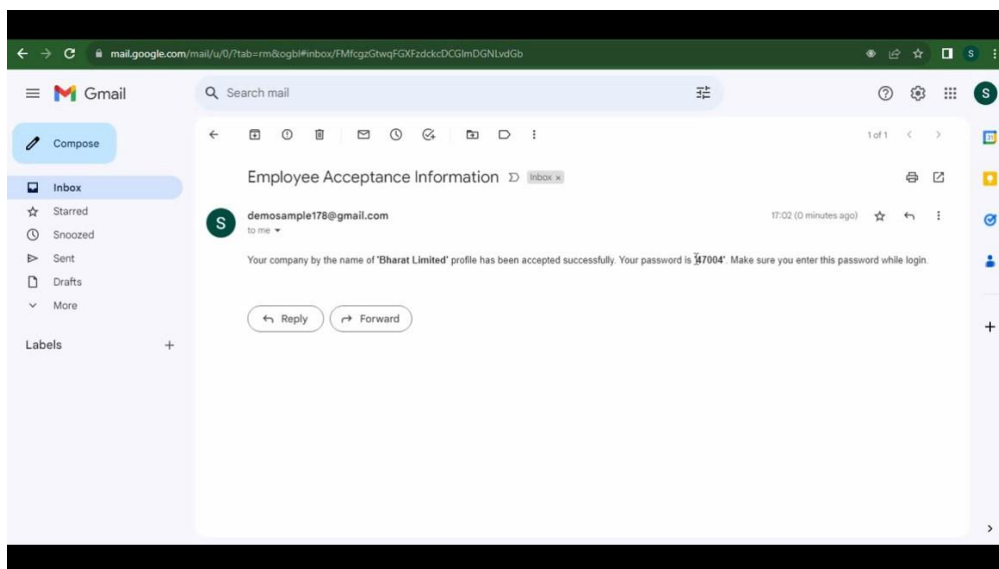 mail.google.com/mail/u/0/?tab=rm&ogbl#inbox/FMfcgzGtwqFGXFzdckcDCGlmDGNLvdGb
S
Gmail
Search mail
S
Compose
1 of 1
31
Inbox
Employee Acceptance Information
Inbox x
Starred
S
demosample178@gmail.com
17:02 (0 minutes ago)
to me
Snoozed
Sent
Your company by the name of 'Bharat Limited' profile has been accepted successfully. Your password is '47004'. Make sure you enter this password while login.
Drafts
More
Reply
Forward
Labels